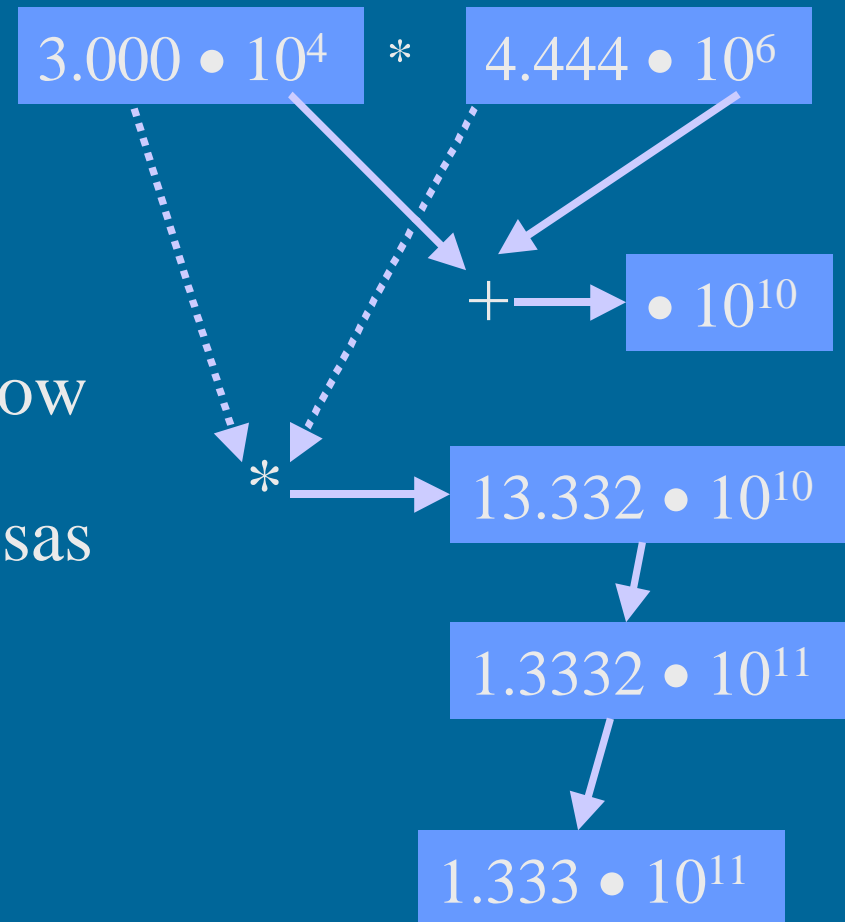 3.000 • 10⁴ * 4.444 • 10⁶
+ • 10¹⁰
ow
* 13.332 • 10¹⁰
sas
1.3332 • 10¹¹
1.333 • 10¹¹